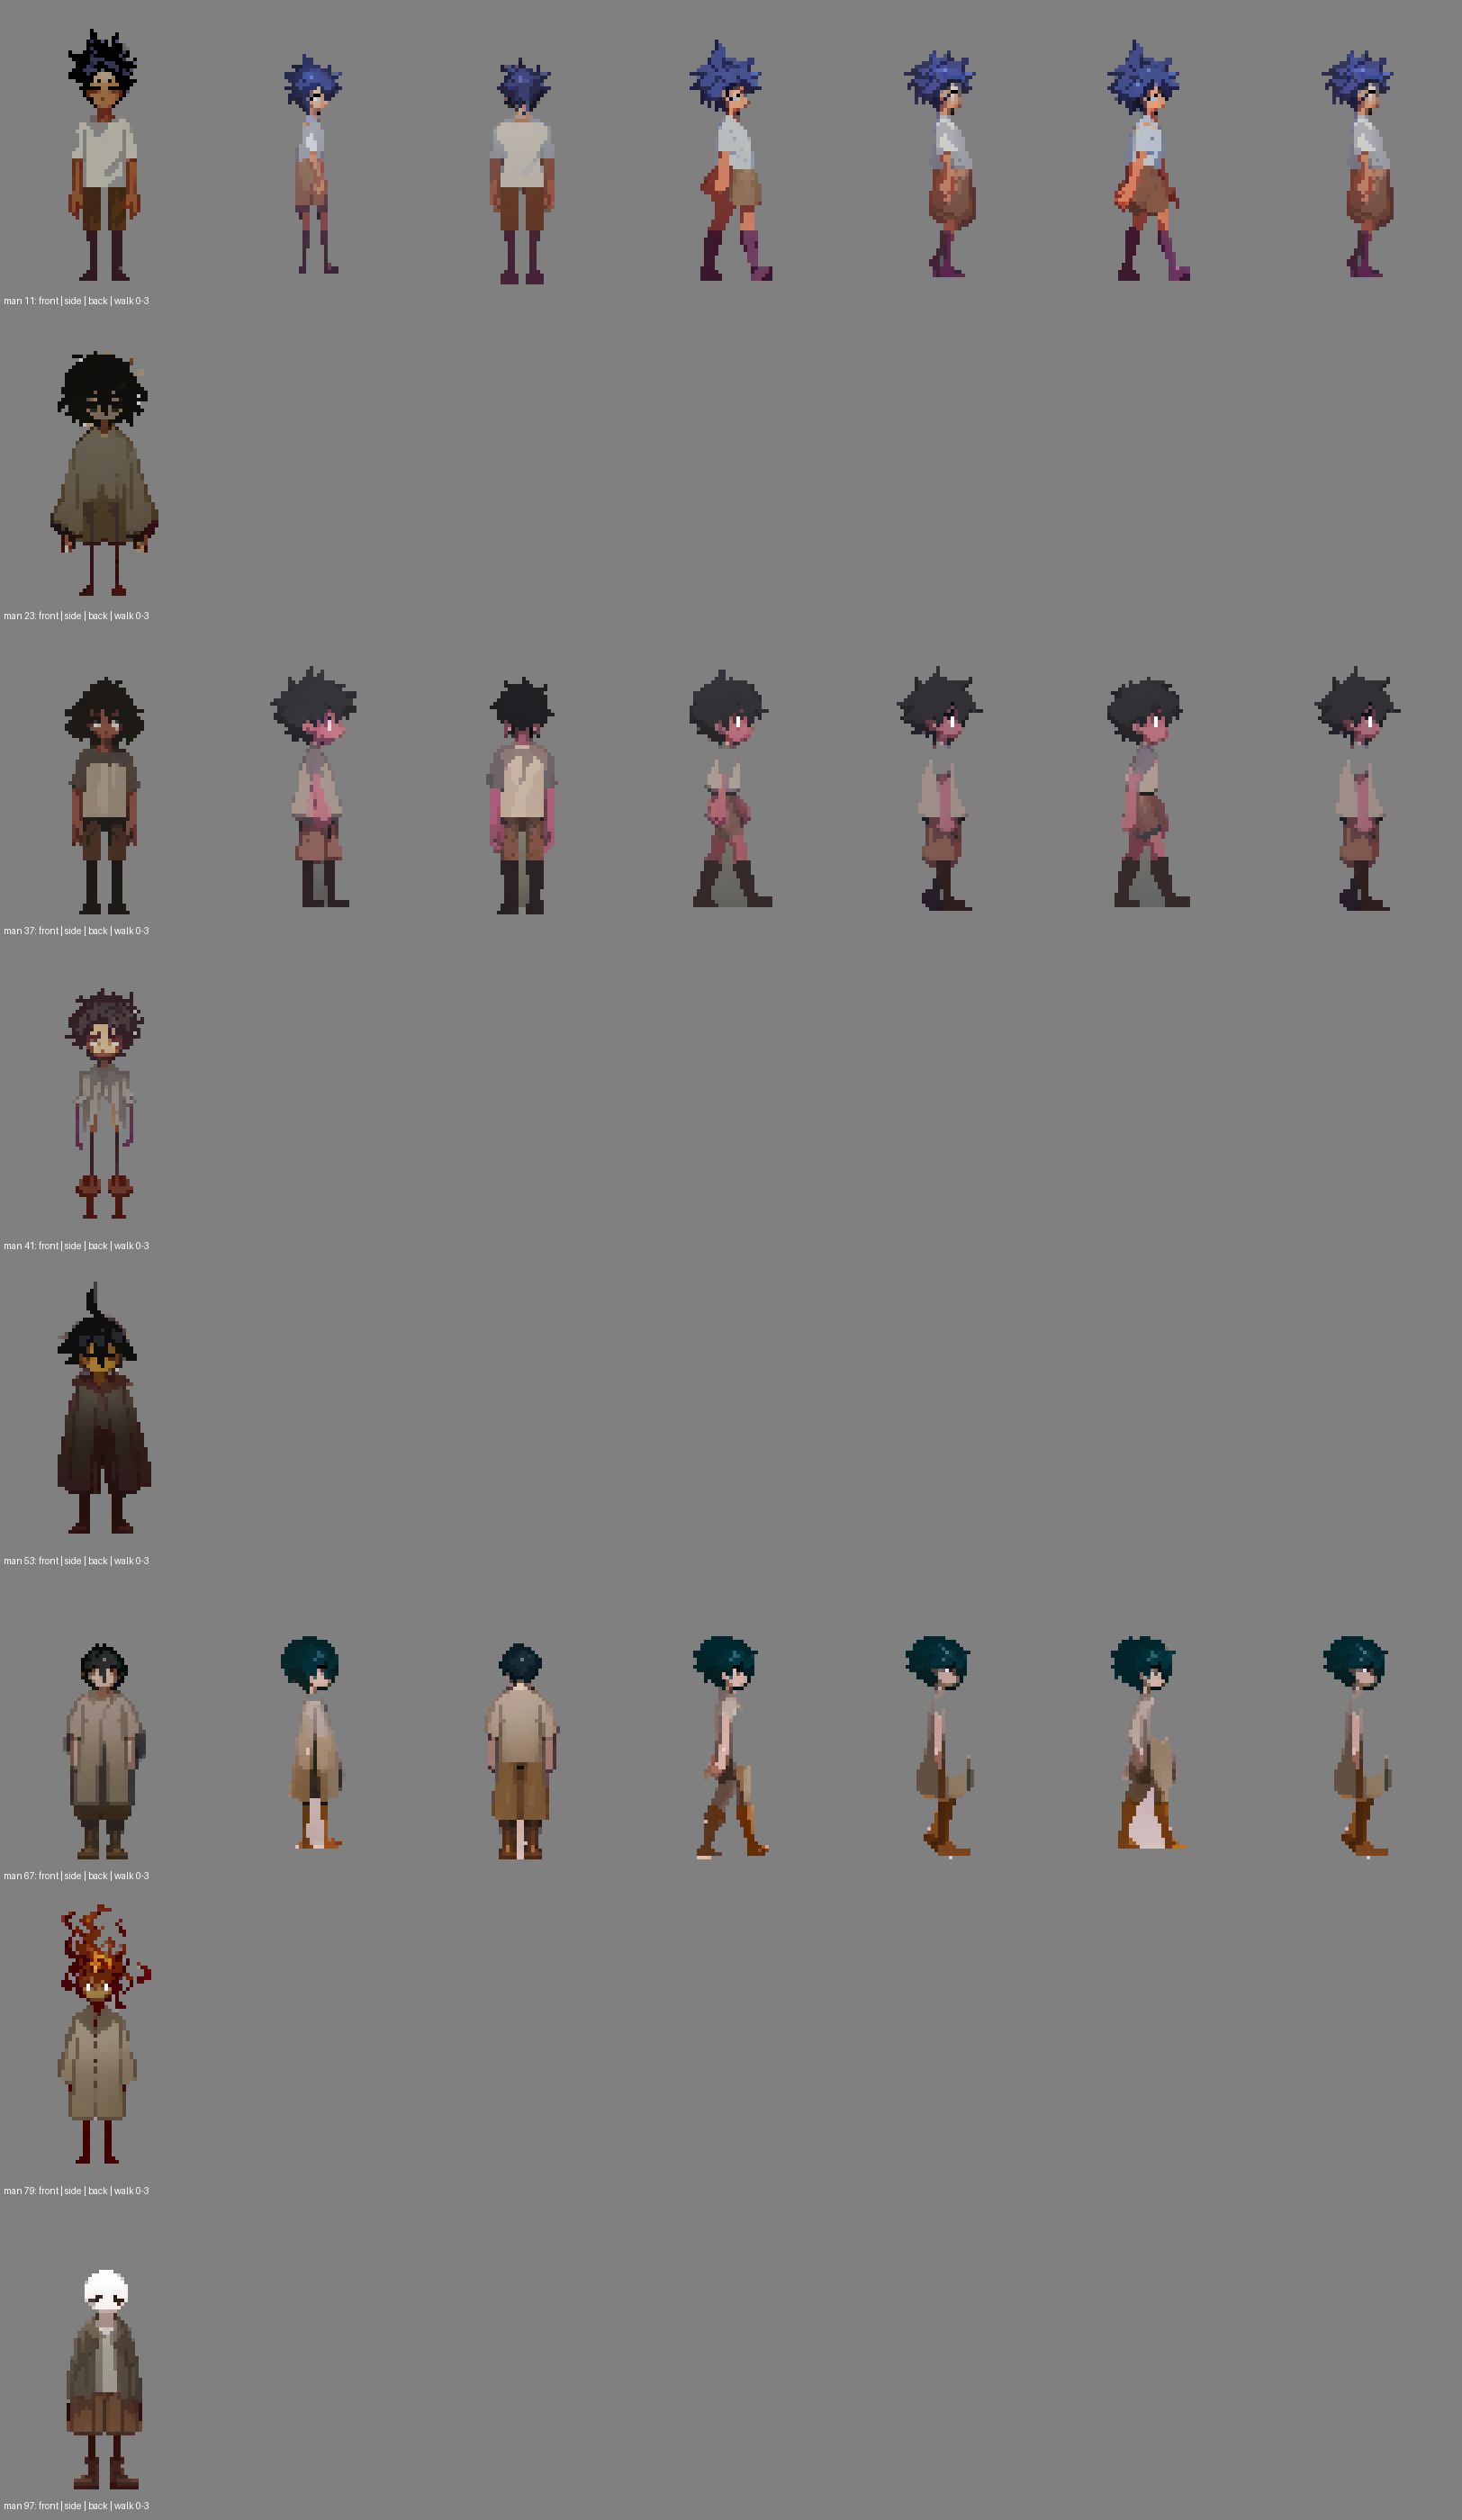 man 11: front | side | back | walk 0-3
man 23: front | side | back | walk 0-3
man 37: front | side | back | walk 0-3
man 41: front | side | back | walk 0-3
man 53: front | side | back | walk 0-3
man 67: front | side | back | walk 0-3
man 79: front | side | back | walk 0-3
man 97: front | side | back | walk 0-3